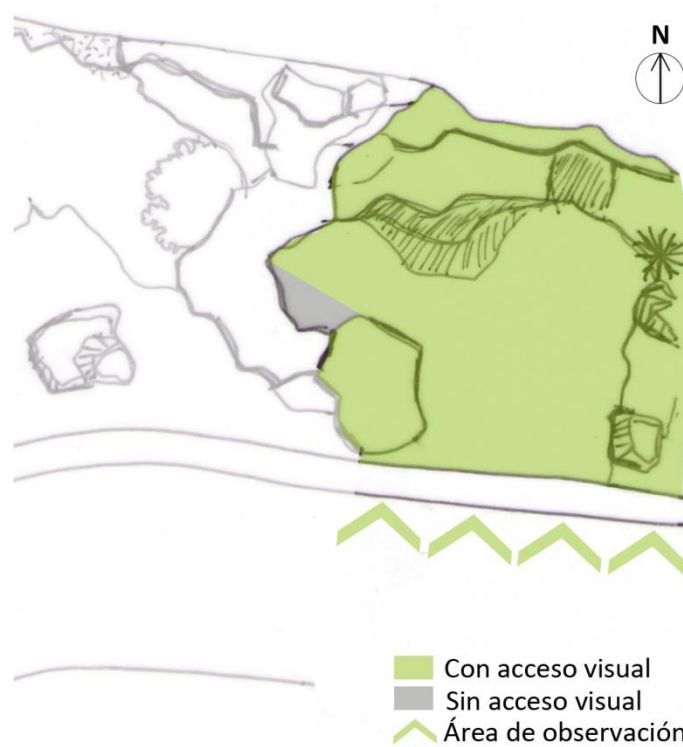 N
Con acceso visual
Sin acceso visual
Área de observación